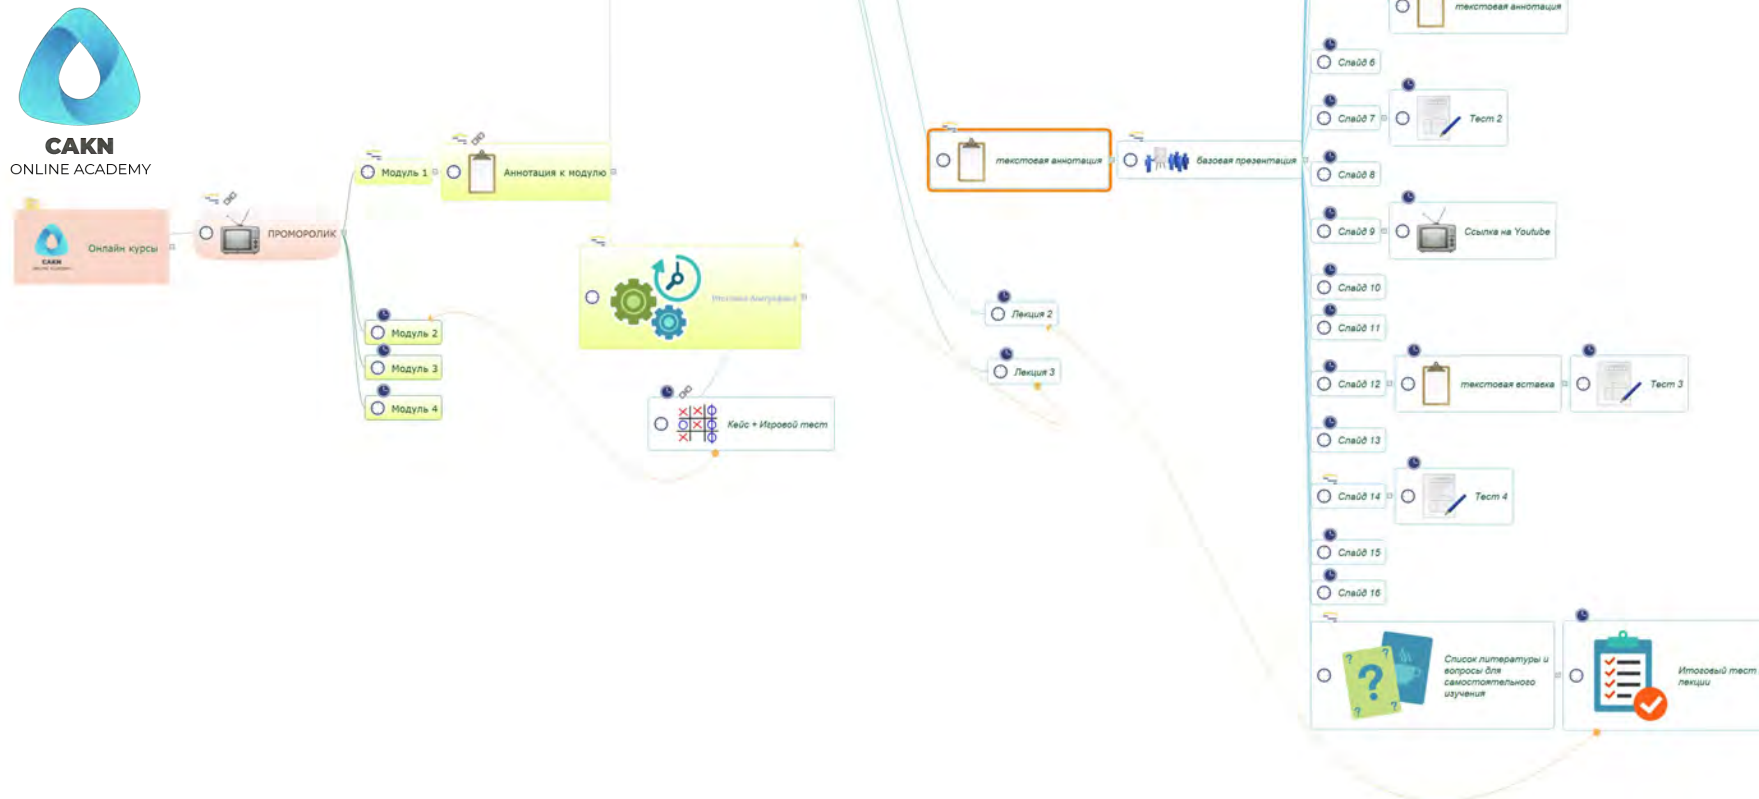 CAKN
ONLINE ACADEMY
CAKN
Онлайн курсы
ПРОМОРОЛИК
Модуль 1
Аннотация к модулю
Модуль 2
Модуль 3
Модуль 4
Кейс + Игровой тест
текстовая аннотация
базовая презентация
Лекция 2
Лекция 3
текстовая аннотация
Слайд 6
Слайд 7
Тест 2
Слайд 8
Слайд 9
Ссылка на Youtube
Слайд 10
Слайд 11
Слайд 12
текстовая вставка
Тест 3
Слайд 13
Слайд 14
Тест 4
Слайд 15
Слайд 16
Список литературы и
вопросы для
самостоятельного
изучения
Итоговый тест
лекции